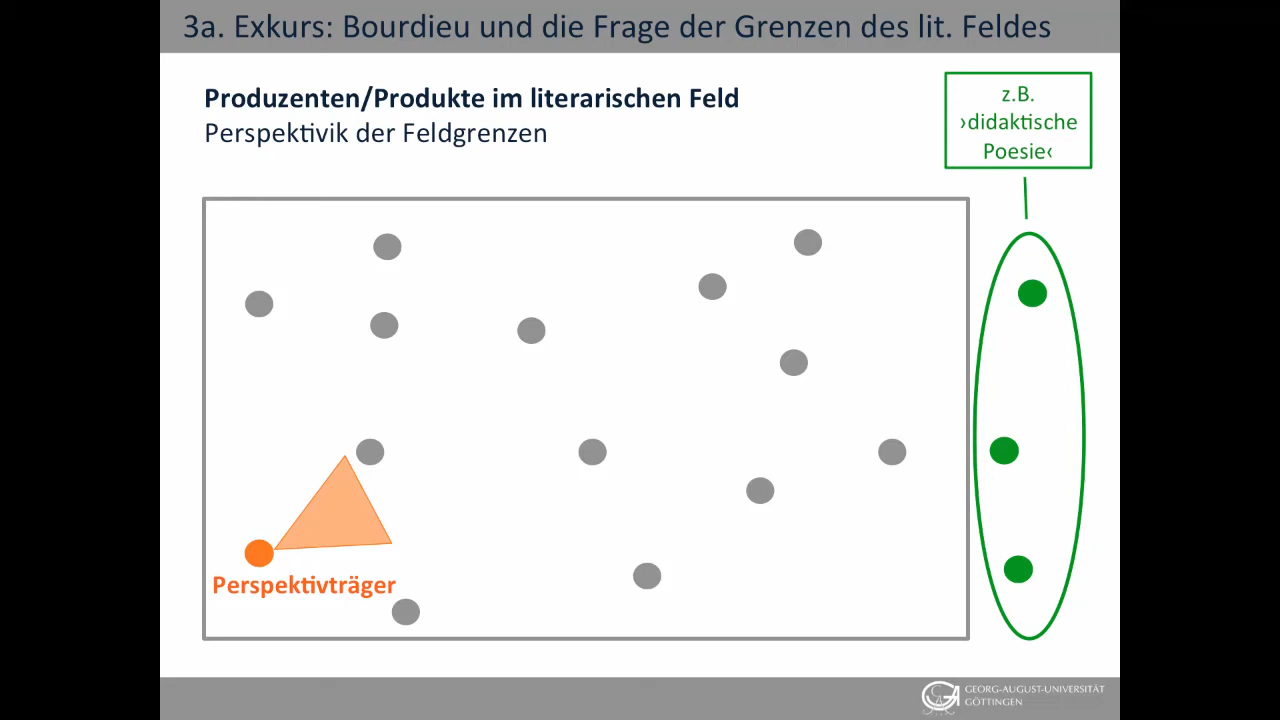 3a. Exkurs: Bourdieu und die Frage der Grenzen des lit. Feldes
Produzenten/Produkte im literarischen Feld
Perspektivik der Feldgrenzen
z.B.
›didaktische
Poesie‹
Perspektivträger
GEORG-AUGUST-UNIVERSITÄT
GÖTTINGEN